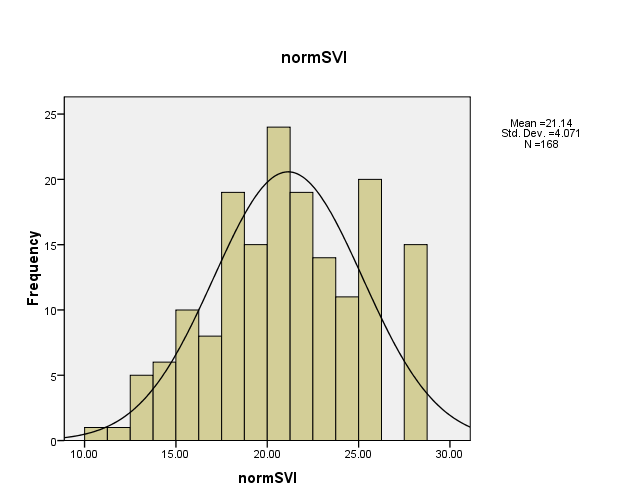 normSVI
Mean =21.14
Std. Dev. =4.071
N =168
Frequency
25
20
15
10
5
0
10.00 15.00 20.00 25.00 30.00
normSVI